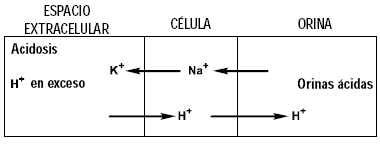 ESPACIO
EXTRACELULAR
CÉLULA
ORINA
Acidosis
H+ en exceso
K+
Na+
Orinas ácidas
H+
H+